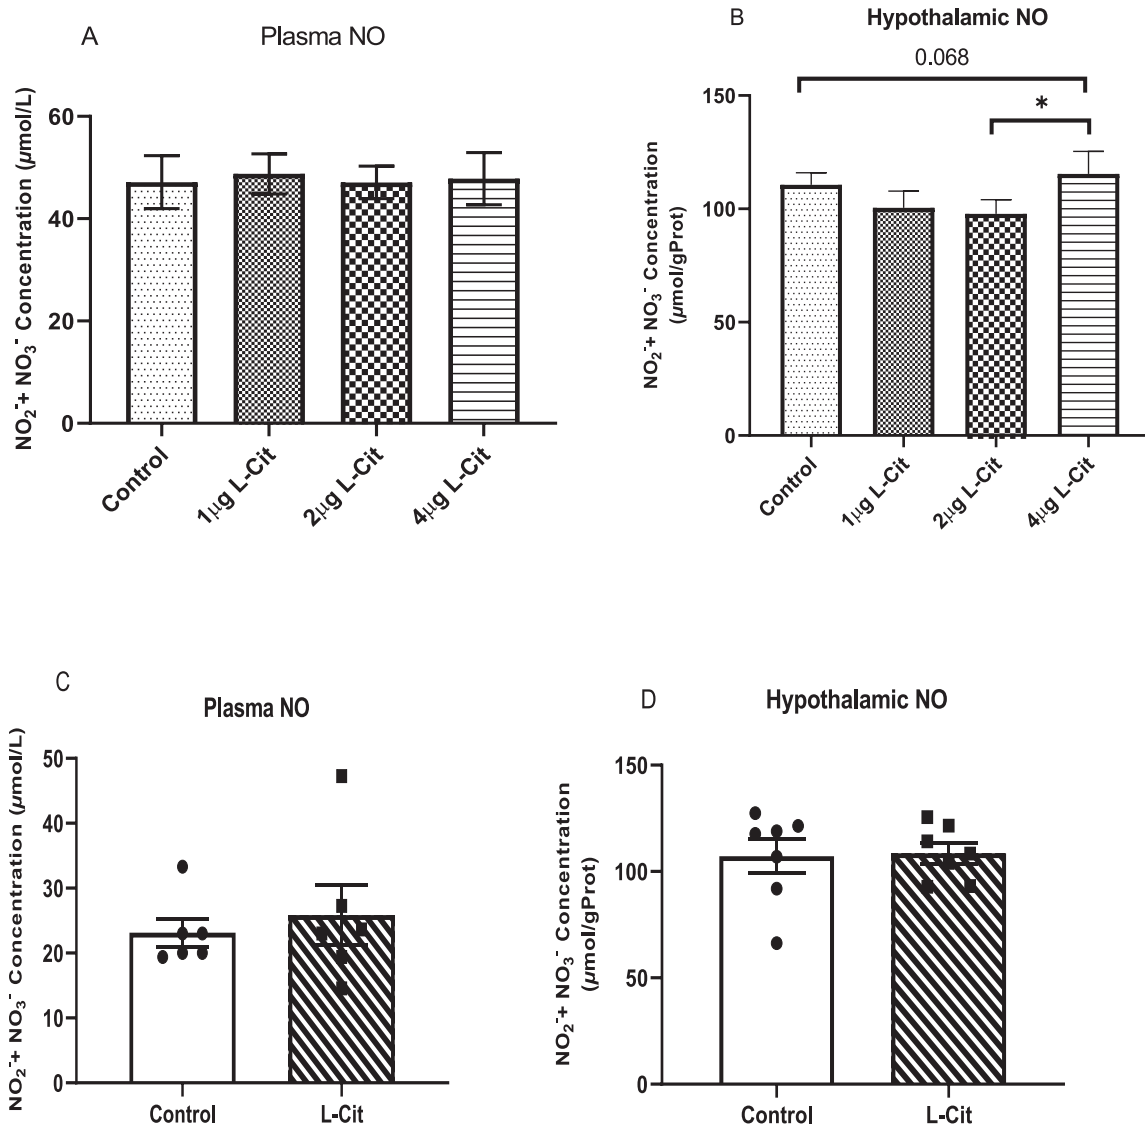 A
Plasma NO
NO₂⁻+ NO₃⁻ Concentration (µmol/L)
60
40
20
0
Control
1µg L-Cit
2µg L-Cit
4µg L-Cit
B
Hypothalamic NO
0.068
*
NO₂⁻+ NO₃⁻ Concentration
(µmol/gProt)
150
100
50
0
Control
1µg L-Cit
2µg L-Cit
4µg L-Cit
C
Plasma NO
NO₂⁻+ NO₃⁻ Concentration (µmol/L)
50
40
30
20
10
0
Control
L-Cit
D
Hypothalamic NO
NO₂⁻+ NO₃⁻ Concentration
(µmol/gProt)
150
100
50
0
Control
L-Cit